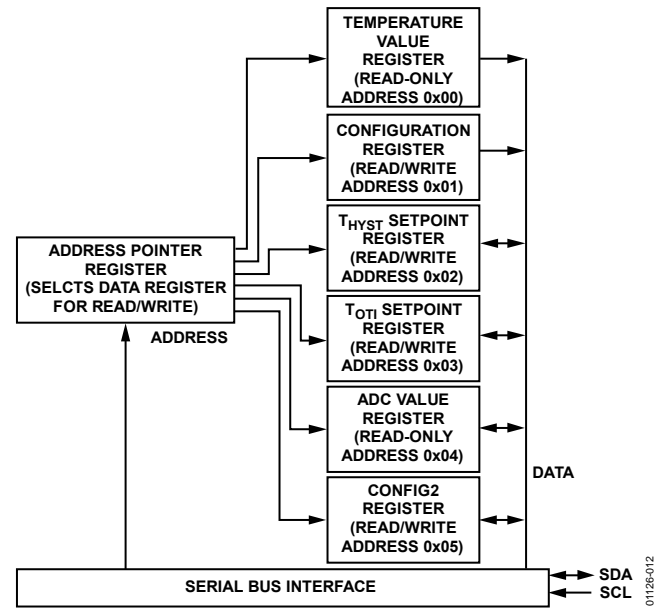 TEMPERATURE
VALUE
REGISTER
(READ-ONLY
ADDRESS 0x00)
CONFIGURATION
REGISTER
(READ/WRITE
ADDRESS 0x01)
THYST SETPOINT
REGISTER
(READ/WRITE
ADDRESS 0x02)
ADDRESS POINTER
REGISTER
(SELCTS DATA REGISTER
FOR READ/WRITE)
ADDRESS
TOTI SETPOINT
REGISTER
(READ/WRITE
ADDRESS 0x03)
ADC VALUE
REGISTER
(READ-ONLY
ADDRESS 0x04)
DATA
CONFIG2
REGISTER
(READ/WRITE
ADDRESS 0x05)
SERIAL BUS INTERFACE
SDA
SCL
01126-012